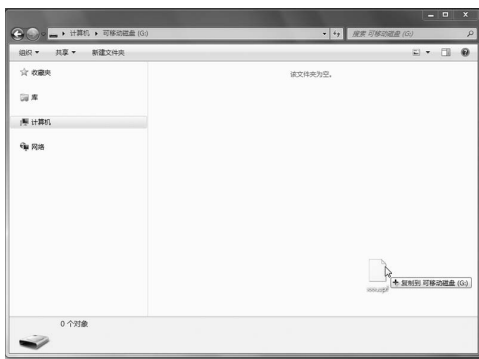 计算机 ▸ 可移动磁盘 (G:)
搜索 可移动磁盘 (G:)
组织 共享 新建文件夹
收藏夹
该文件夹为空。
库
计算机
网络
复制到 可移动磁盘 (G:)
0 个对象